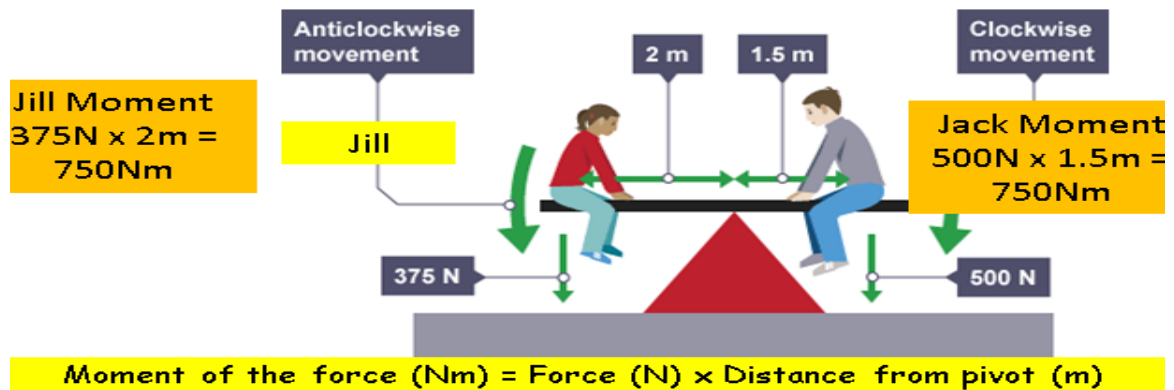 Anticlockwise
movement
2 m
1.5 m
Clockwise
movement
Jill Moment
375N x 2m =
750Nm
Jill
Jack Moment
500N x 1.5m =
750Nm
375 N
500 N
Moment of the force (Nm) = Force (N) x Distance from pivot (m)